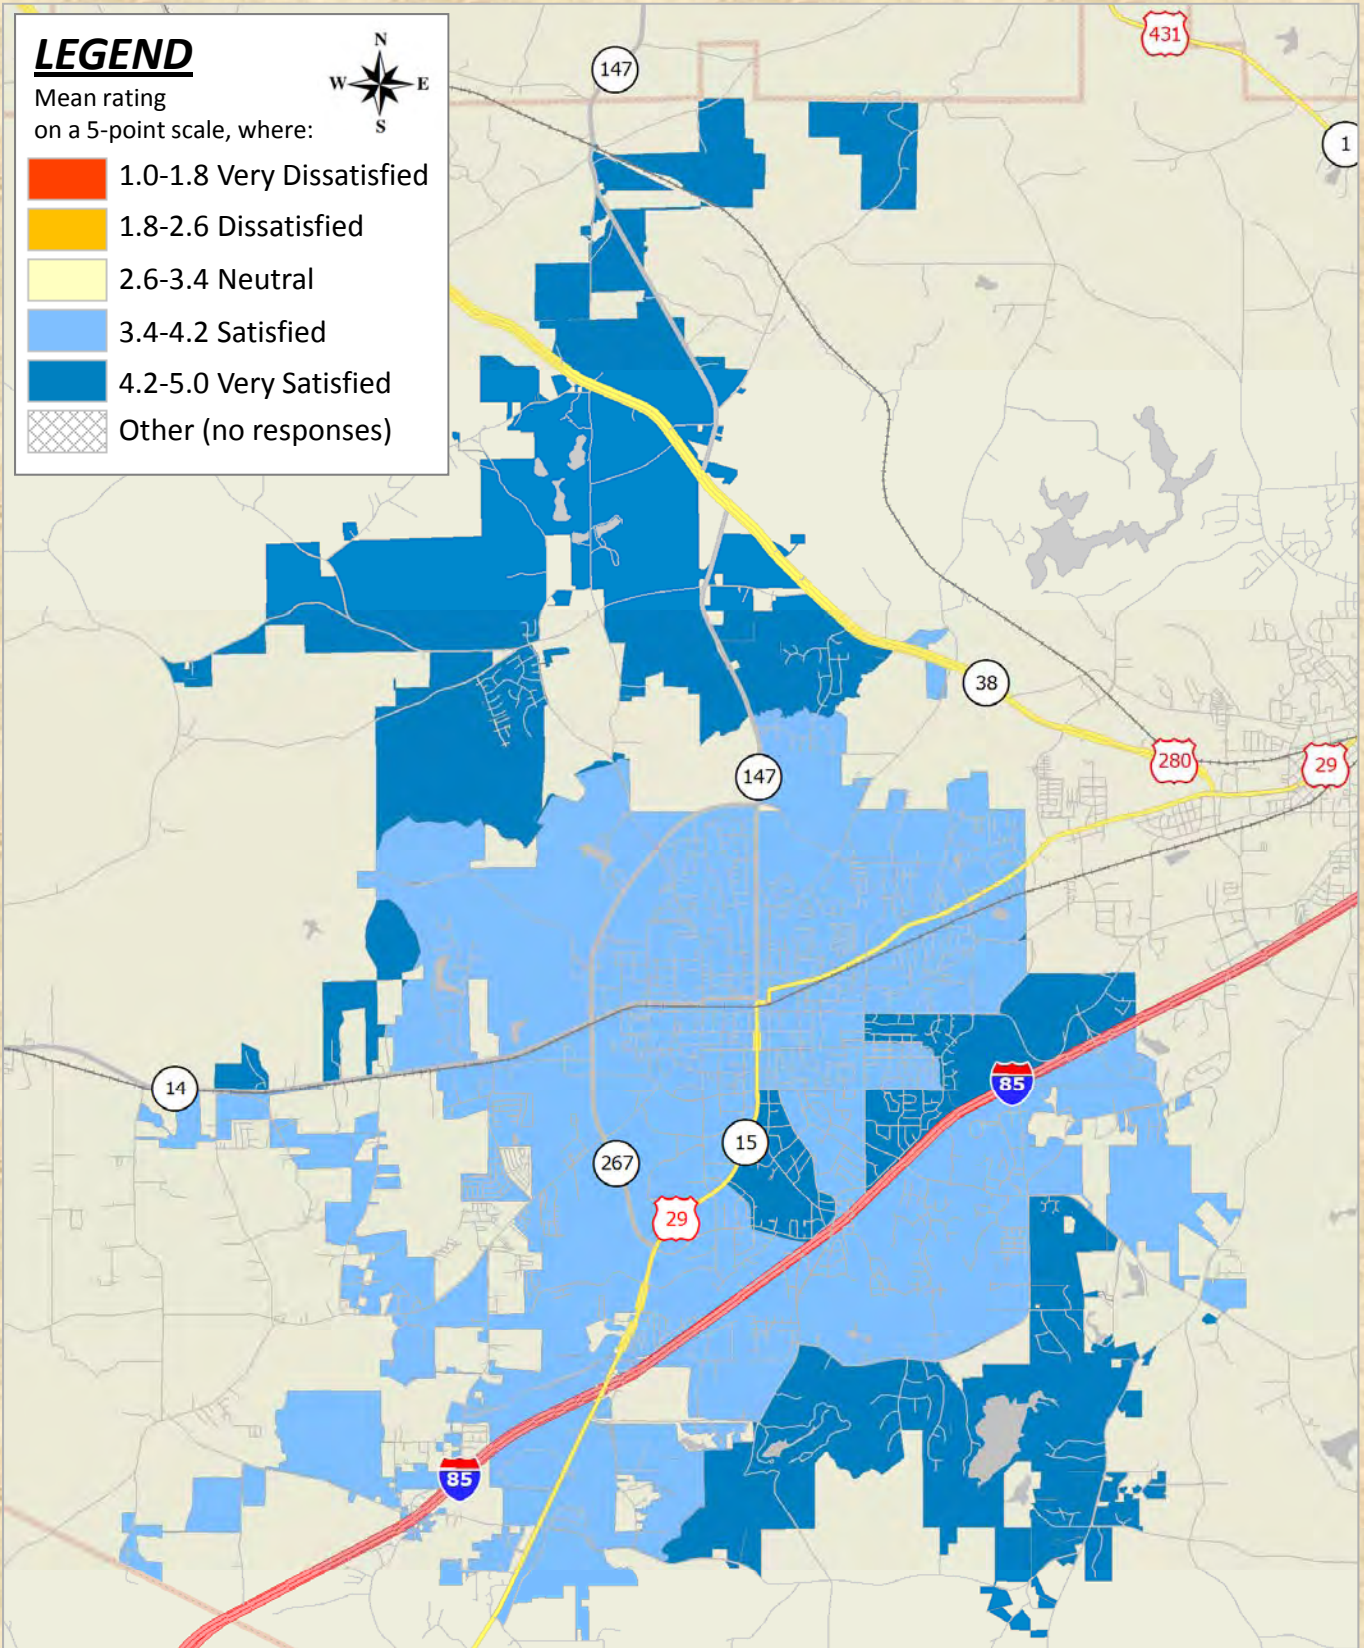 LEGEND
N
W E
S
Mean rating
on a 5-point scale, where:
1.0-1.8 Very Dissatisfied
1.8-2.6 Dissatisfied
2.6-3.4 Neutral
3.4-4.2 Satisfied
4.2-5.0 Very Satisfied
Other (no responses)
431
147
1
38
280
29
147
85
14
15
267
29
85